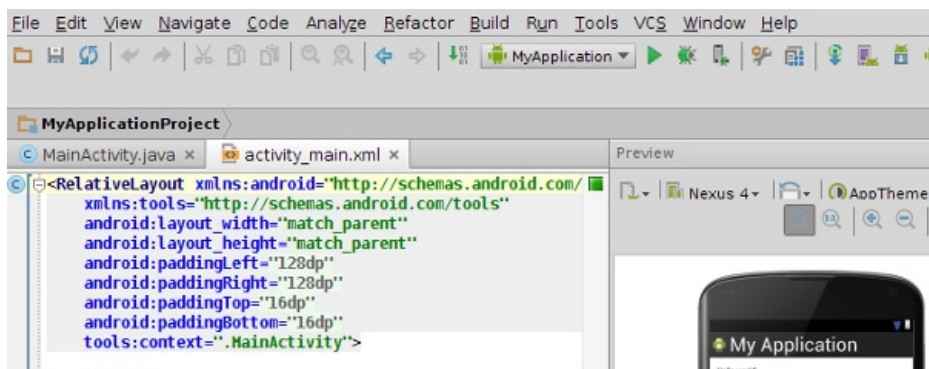 File Edit View Navigate Code Analyze Refactor Build Run Tools VCS Window Help
MyApplication
MyApplicationProject
MainActivity.java × activity_main.xml × Preview
<RelativeLayout xmlns:android="http://schemas.android.com/
xmlns:tools="http://schemas.android.com/tools"
android:layout_width="match_parent"
android:layout_height="match_parent"
android:paddingLeft="128dp"
android:paddingRight="128dp"
android:paddingTop="16dp"
android:paddingBottom="16dp"
tools:context=".MainActivity">
Nexus 4 AppTheme
1:1
My Application